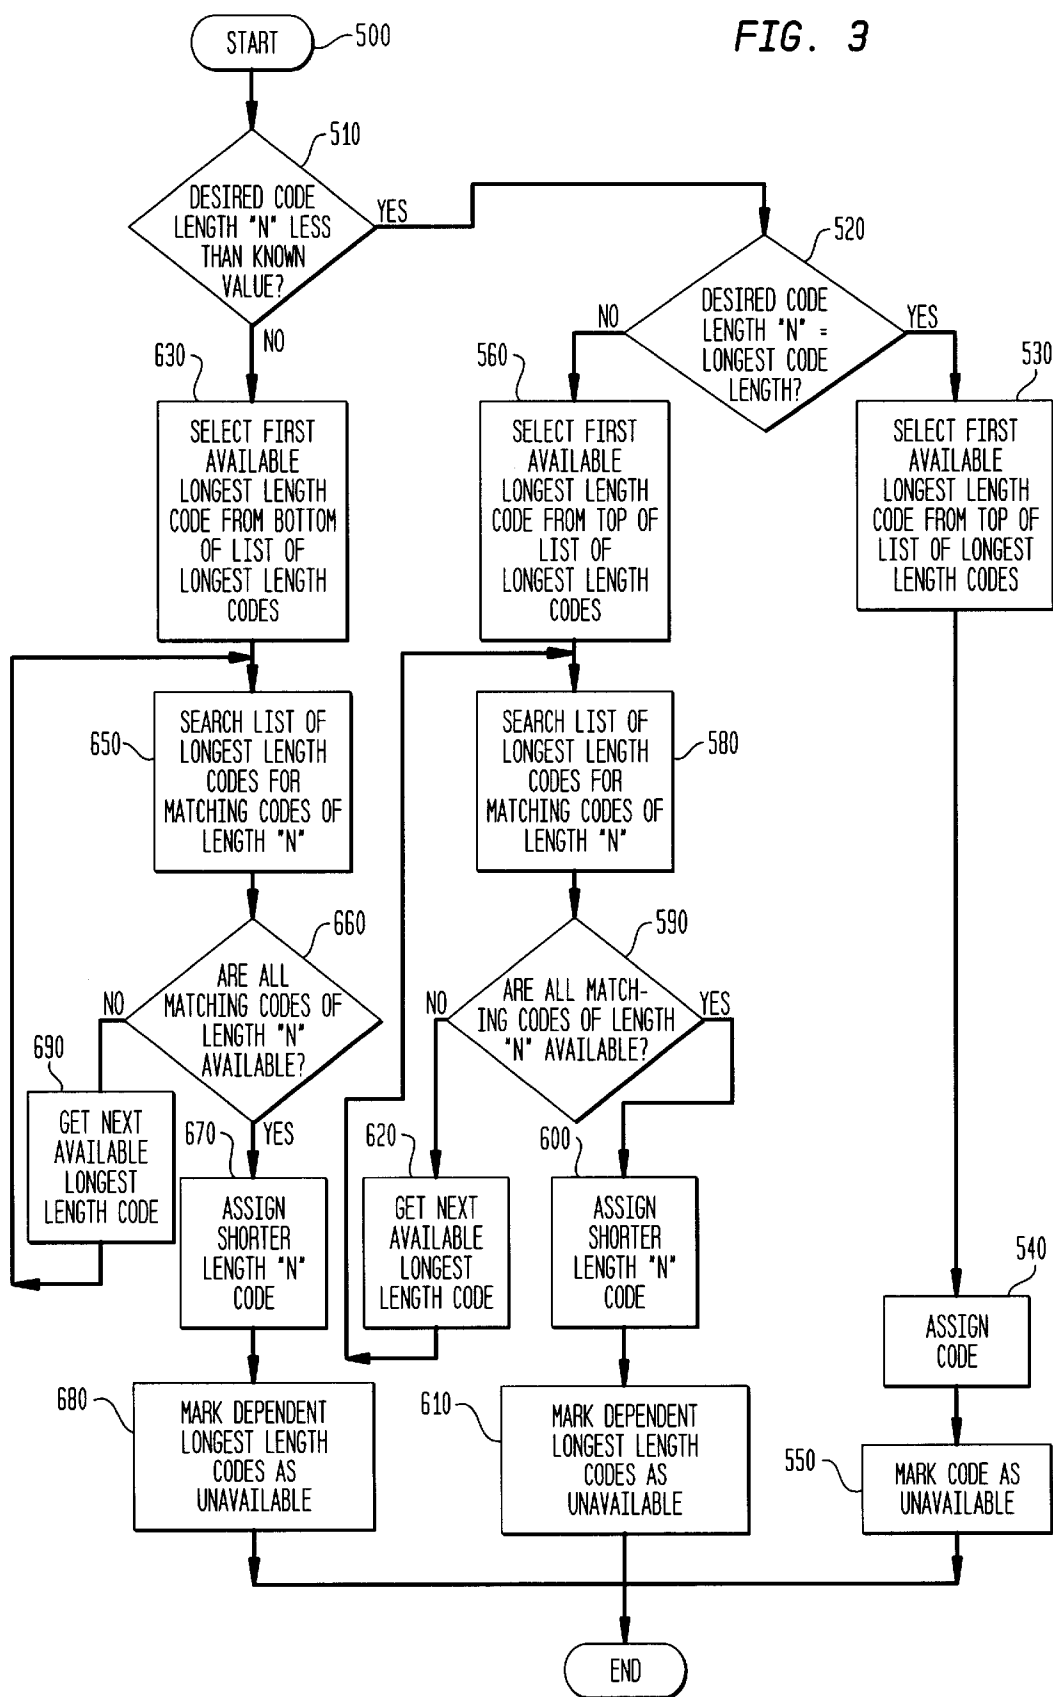 FIG. 3
START
500
510
DESIRED CODE
LENGTH "N" LESS
THAN KNOWN
VALUE?
YES
NO
520
DESIRED CODE
LENGTH "N" =
LONGEST CODE
LENGTH?
NO
YES
630
SELECT FIRST
AVAILABLE
LONGEST LENGTH
CODE FROM BOTTOM
OF LIST OF
LONGEST LENGTH
CODES
560
SELECT FIRST
AVAILABLE
LONGEST LENGTH
CODE FROM TOP OF
LIST OF
LONGEST LENGTH
CODES
530
SELECT FIRST
AVAILABLE
LONGEST LENGTH
CODE FROM TOP OF
LIST OF LONGEST
LENGTH CODES
650
SEARCH LIST OF
LONGEST LENGTH
CODES FOR
MATCHING CODES OF
LENGTH "N"
580
SEARCH LIST OF
LONGEST LENGTH
CODES FOR
MATCHING CODES OF
LENGTH "N"
660
ARE ALL
MATCHING CODES OF
LENGTH "N"
AVAILABLE?
NO
YES
590
ARE ALL MATCH-
ING CODES OF LENGTH
"N" AVAILABLE?
NO
YES
690
GET NEXT
AVAILABLE
LONGEST
LENGTH CODE
670
ASSIGN
SHORTER
LENGTH "N"
CODE
620
GET NEXT
AVAILABLE
LONGEST
LENGTH CODE
600
ASSIGN
SHORTER
LENGTH "N"
CODE
540
ASSIGN
CODE
680
MARK DEPENDENT
LONGEST LENGTH
CODES AS
UNAVAILABLE
610
MARK DEPENDENT
LONGEST LENGTH
CODES AS
UNAVAILABLE
550
MARK CODE AS
UNAVAILABLE
END